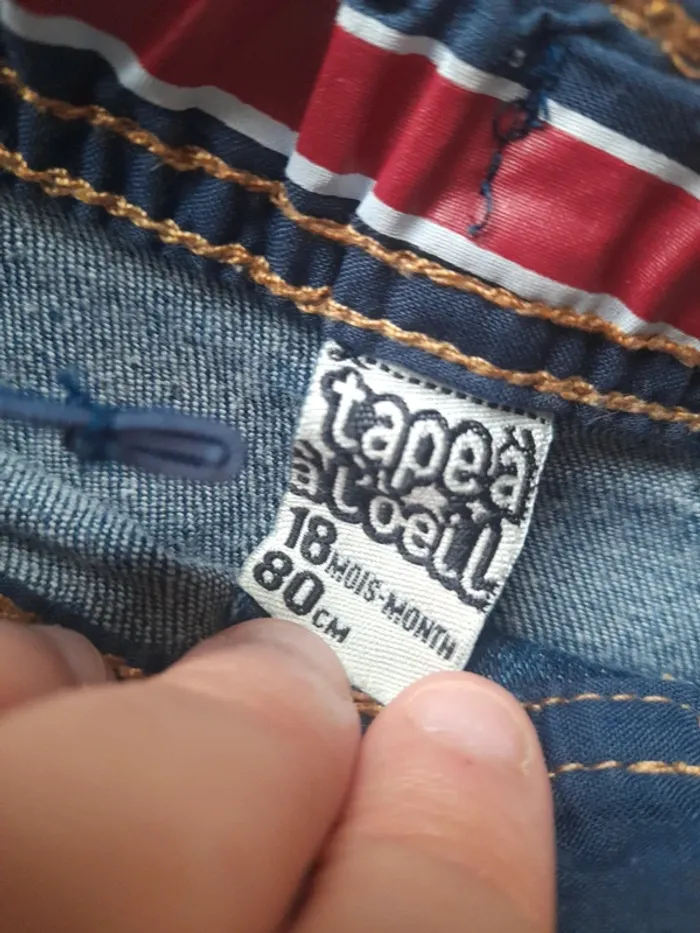 tapeà
à l'oeil
18 MOIS-MONTH
80 CM